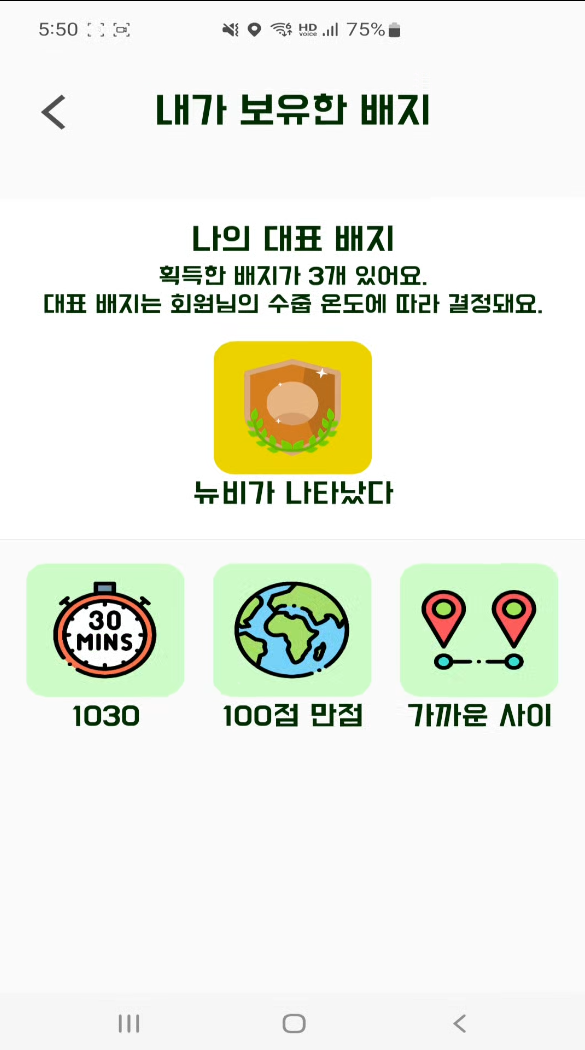 5:50 HD voice 75%
내가 보유한 배지
나의 대표 배지
획득한 배지가 3개 있어요.
대표 배지는 회원님의 수줍 온도에 따라 결정돼요.
뉴비가 나타났다
30
MINS
1030 100점 만점 가까운 사이